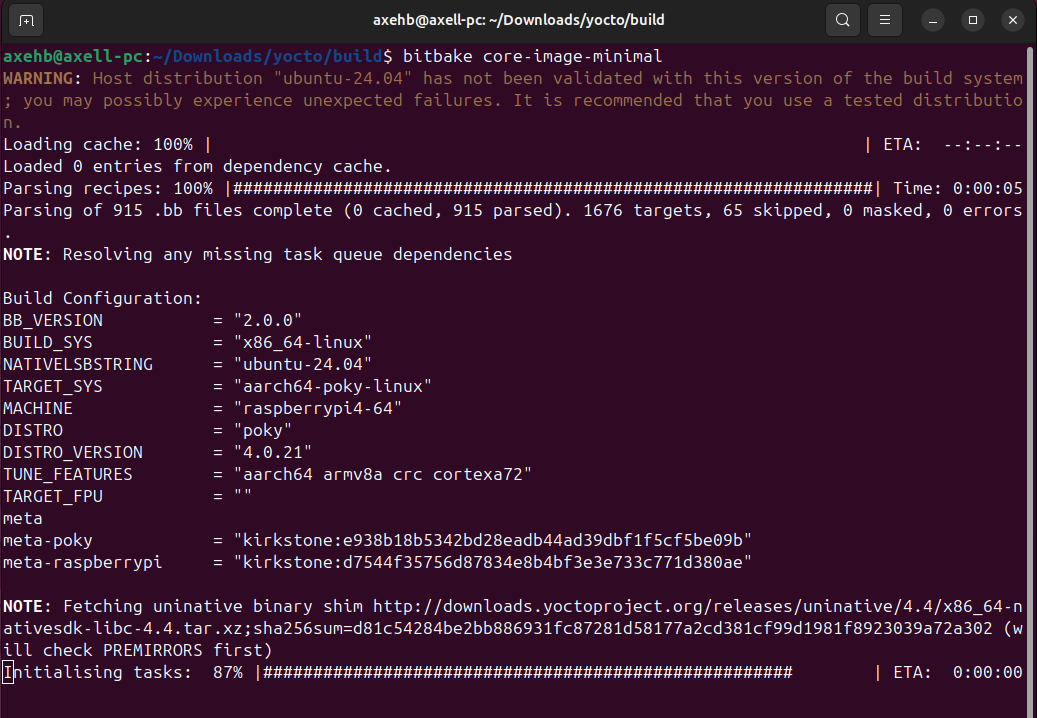 axehb@axell-pc: ~/Downloads/yocto/build
axehb@axell-pc:~/Downloads/yocto/build$ bitbake core-image-minimal
WARNING: Host distribution "ubuntu-24.04" has not been validated with this version of the build system
; you may possibly experience unexpected failures. It is recommended that you use a tested distributio
n.
Loading cache: 100% |                                                                 | ETA:  --:--:--
Loaded 0 entries from dependency cache.
Parsing recipes: 100% |################################################################| Time: 0:00:05
Parsing of 915 .bb files complete (0 cached, 915 parsed). 1676 targets, 65 skipped, 0 masked, 0 errors
.
NOTE: Resolving any missing task queue dependencies
Build Configuration:
BB_VERSION           = "2.0.0"
BUILD_SYS            = "x86_64-linux"
NATIVELSBSTRING      = "ubuntu-24.04"
TARGET_SYS           = "aarch64-poky-linux"
MACHINE              = "raspberrypi4-64"
DISTRO               = "poky"
DISTRO_VERSION       = "4.0.21"
TUNE_FEATURES        = "aarch64 armv8a crc cortexa72"
TARGET_FPU           = ""
meta
meta-poky            = "kirkstone:e938b18b5342bd28eadb44ad39dbf1f5cf5be09b"
meta-raspberrypi     = "kirkstone:d7544f35756d87834e8b4bf3e3e733c771d380ae"
NOTE: Fetching uninative binary shim http://downloads.yoctoproject.org/releases/uninative/4.4/x86_64-n
ativesdk-libc-4.4.tar.xz;sha256sum=d81c54284be2bb886931fc87281d58177a2cd381cf99d1981f8923039a72a302 (w
ill check PREMIRRORS first)
Initialising tasks:  87% |#####################################################        | ETA:  0:00:00